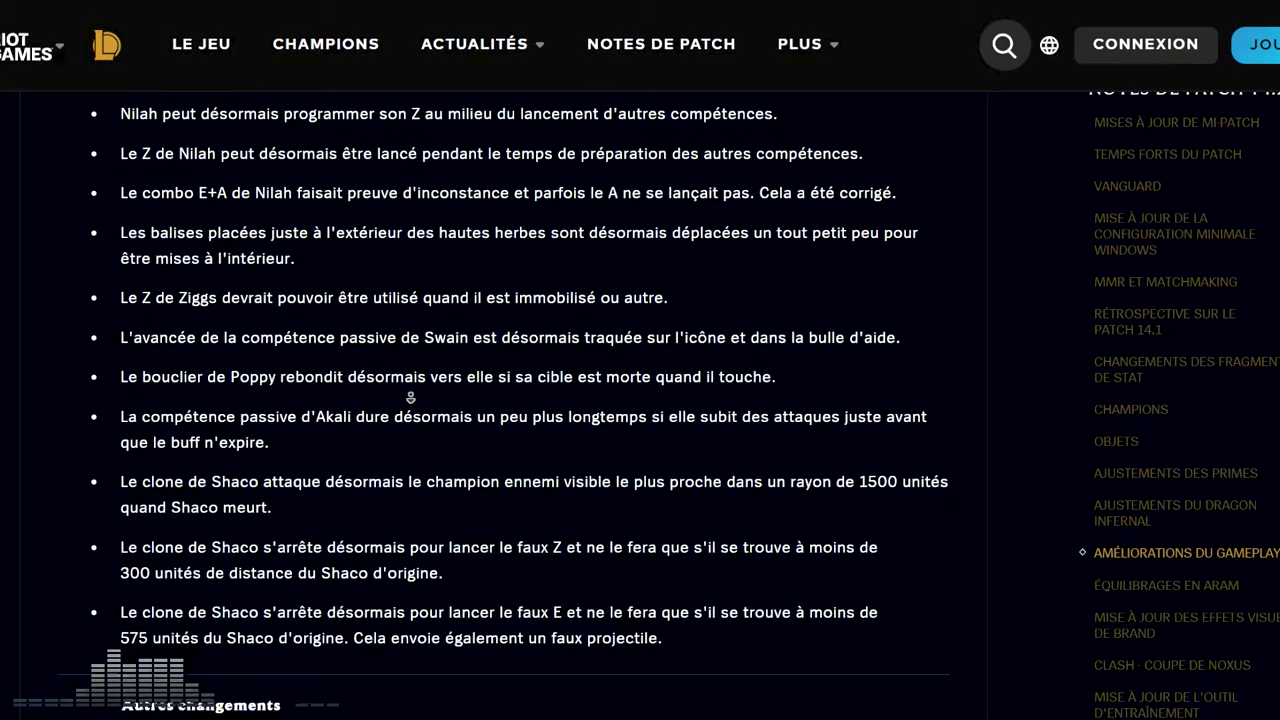 RIOT
GAMES
LE JEU
CHAMPIONS
ACTUALITÉS
NOTES DE PATCH
PLUS
CONNEXION
JOU
Nilah peut désormais programmer son Z au milieu du lancement d'autres compétences.
Le Z de Nilah peut désormais être lancé pendant le temps de préparation des autres compétences.
Le combo E+A de Nilah faisait preuve d'inconstance et parfois le A ne se lançait pas. Cela a été corrigé.
Les balises placées juste à l'extérieur des hautes herbes sont désormais déplacées un tout petit peu pour
être mises à l'intérieur.
Le Z de Ziggs devrait pouvoir être utilisé quand il est immobilisé ou autre.
L'avancée de la compétence passive de Swain est désormais traquée sur l'icône et dans la bulle d'aide.
Le bouclier de Poppy rebondit désormais vers elle si sa cible est morte quand il touche.
La compétence passive d'Akali dure désormais un peu plus longtemps si elle subit des attaques juste avant
que le buff n'expire.
Le clone de Shaco attaque désormais le champion ennemi visible le plus proche dans un rayon de 1500 unités
quand Shaco meurt.
Le clone de Shaco s'arrête désormais pour lancer le faux Z et ne le fera que s'il se trouve à moins de
300 unités de distance du Shaco d'origine.
Le clone de Shaco s'arrête désormais pour lancer le faux E et ne le fera que s'il se trouve à moins de
575 unités du Shaco d'origine. Cela envoie également un faux projectile.
Autres changements
NOTES DE PATCH 14.2
MISES À JOUR DE MI-PATCH
TEMPS FORTS DU PATCH
VANGUARD
MISE À JOUR DE LA
CONFIGURATION MINIMALE
WINDOWS
MMR ET MATCHMAKING
RÉTROSPECTIVE SUR LE
PATCH 14.1
CHANGEMENTS DES FRAGMENT
DE STAT
CHAMPIONS
OBJETS
AJUSTEMENTS DES PRIMES
AJUSTEMENTS DU DRAGON
INFERNAL
AMÉLIORATIONS DU GAMEPLAY
ÉQUILIBRAGES EN ARAM
MISE À JOUR DES EFFETS VISUE
DE BRAND
CLASH - COUPE DE NOXUS
MISE À JOUR DE L'OUTIL
D'ENTRAÎNEMENT